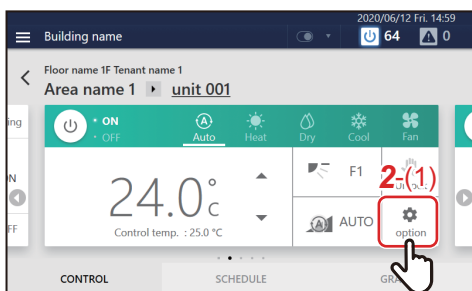 2020/06/12 Fri. 14:59
Building name
64
0
Floor name 1F Tenant name 1
Area name 1 unit 001
ing
ON
OFF
Auto
Heat
Dry
Cool
Fan
24.0°C
Control temp. : 25.0 °C
F1
AUTO
2-(1)
option
N
FF
CONTROL
SCHEDULE